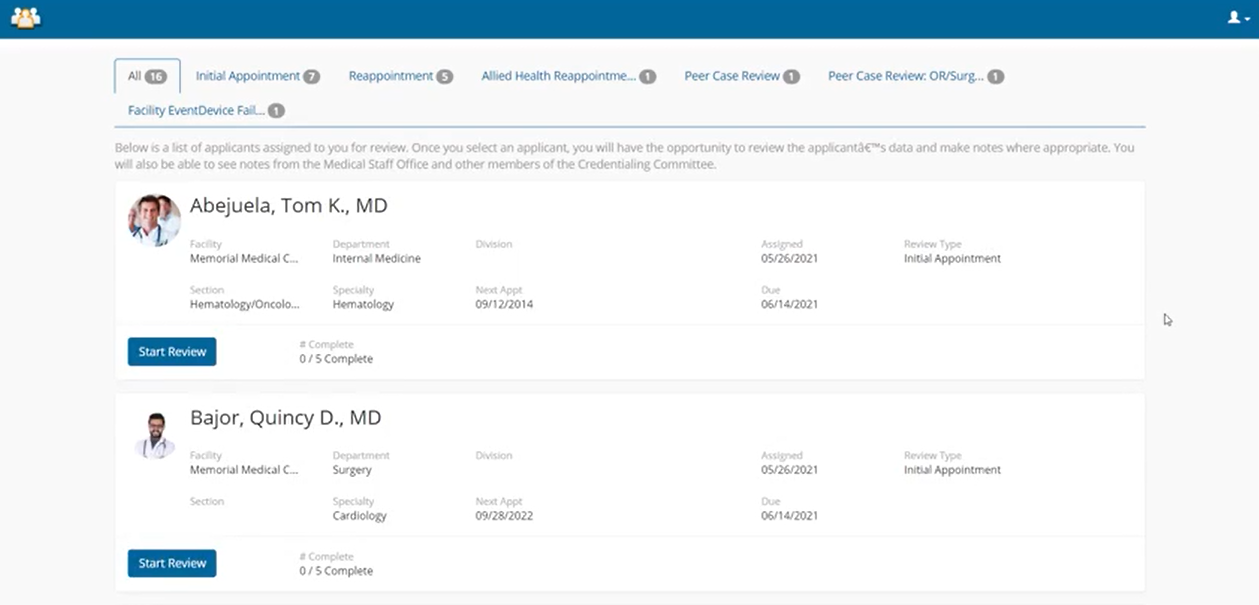 All 16 Initial Appointment 7 Reappointment 5 Allied Health Reappointme... 1 Peer Case Review 1 Peer Case Review: OR/Surg... 1
Facility EventDevice Fail... 1
Below is a list of applicants assigned to you for review. Once you select an applicant, you will have the opportunity to review the applicantâ€™s data and make notes where appropriate. You
will also be able to see notes from the Medical Staff Office and other members of the Credentialing Committee.
Abejuela, Tom K., MD
Facility Department Division Assigned Review Type
Memorial Medical C... Internal Medicine 05/26/2021 Initial Appointment
Section Specialty Next Appt Due
Hematology/Oncolo... Hematology 09/12/2014 06/14/2021
Start Review # Complete
0 / 5 Complete
Bajor, Quincy D., MD
Facility Department Division Assigned Review Type
Memorial Medical C... Surgery 05/26/2021 Initial Appointment
Section Specialty Next Appt Due
Cardiology 09/28/2022 06/14/2021
Start Review # Complete
0 / 5 Complete